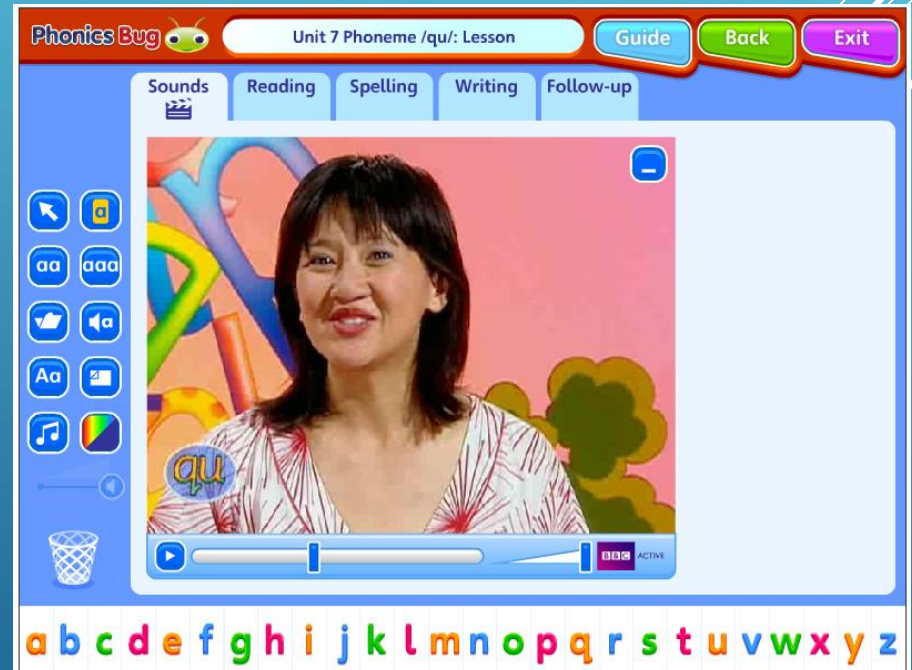 Phonics Bug
Unit 7 Phoneme /qu/: Lesson
Guide
Back
Exit
Sounds
Reading
Spelling
Writing
Follow-up
a
aa
aaa
a
Aa
qu
BBC ACTIVE
a b c d e f g h i j k l m n o p q r s t u v w x y z